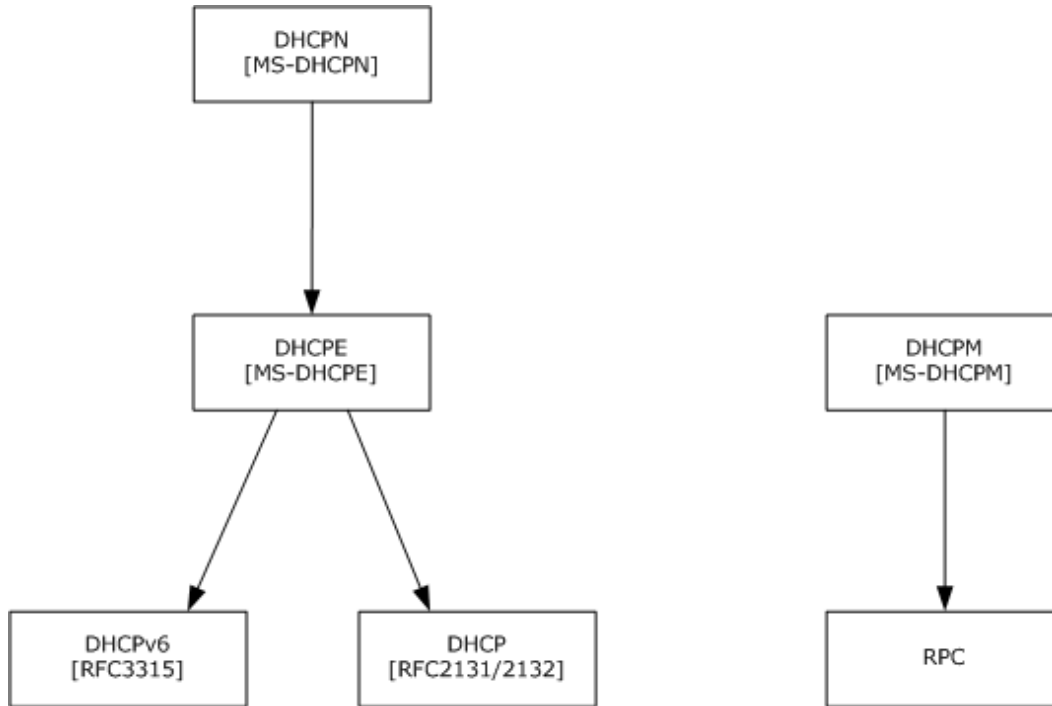 DHCPN
[MS-DHCPN]
DHCPE
[MS-DHCPE]
DHCPM
[MS-DHCPM]
DHCPv6
[RFC3315]
DHCP
[RFC2131/2132]
RPC